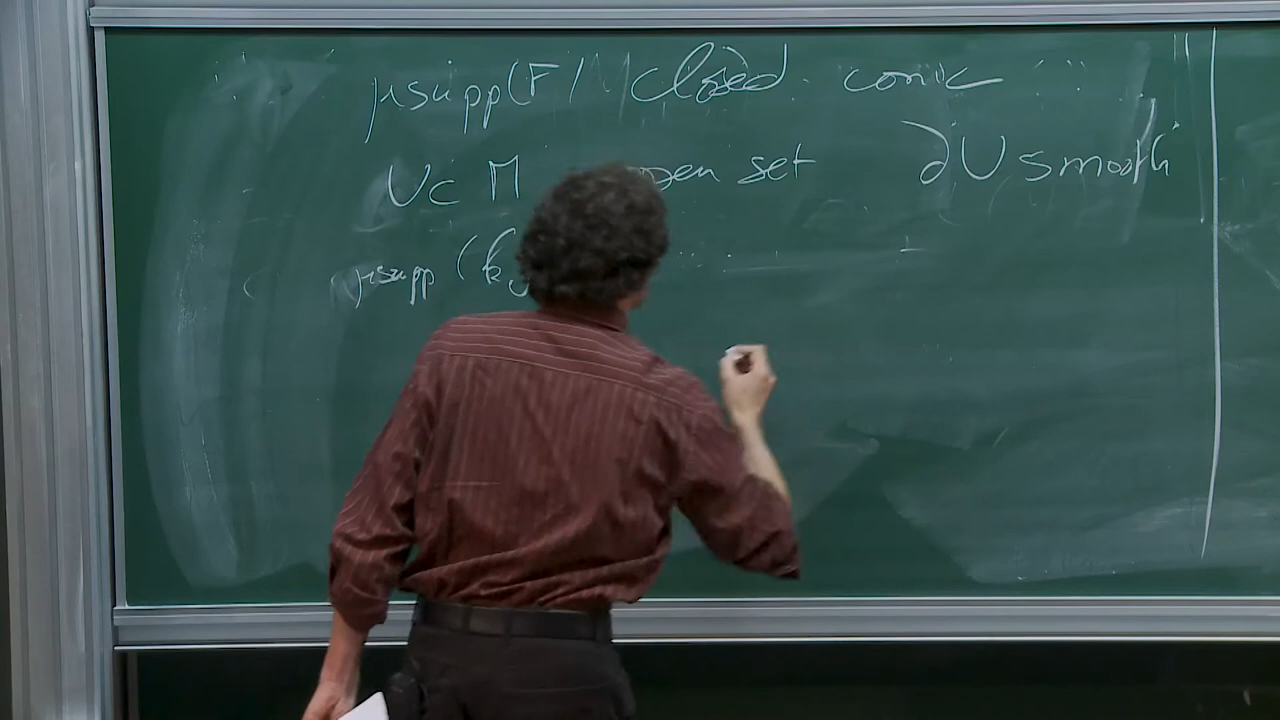 μsupp(F) closed. conic
U ⊂ M open set ∂U smooth
μsupp (k